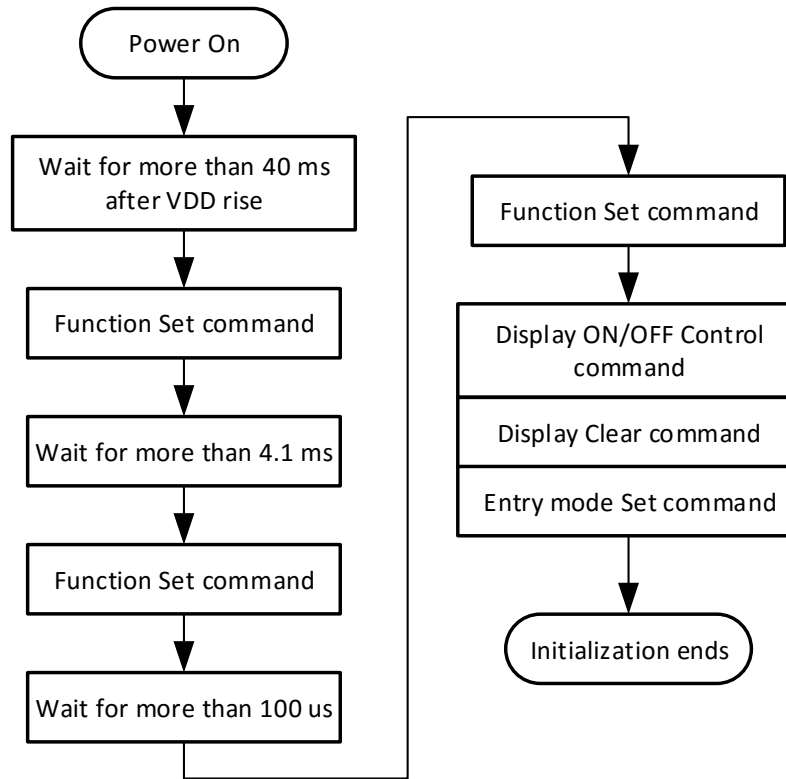 Power On
Wait for more than 40 ms
after VDD rise
Function Set command
Wait for more than 4.1 ms
Function Set command
Wait for more than 100 us
Function Set command
Display ON/OFF Control
command
Display Clear command
Entry mode Set command
Initialization ends